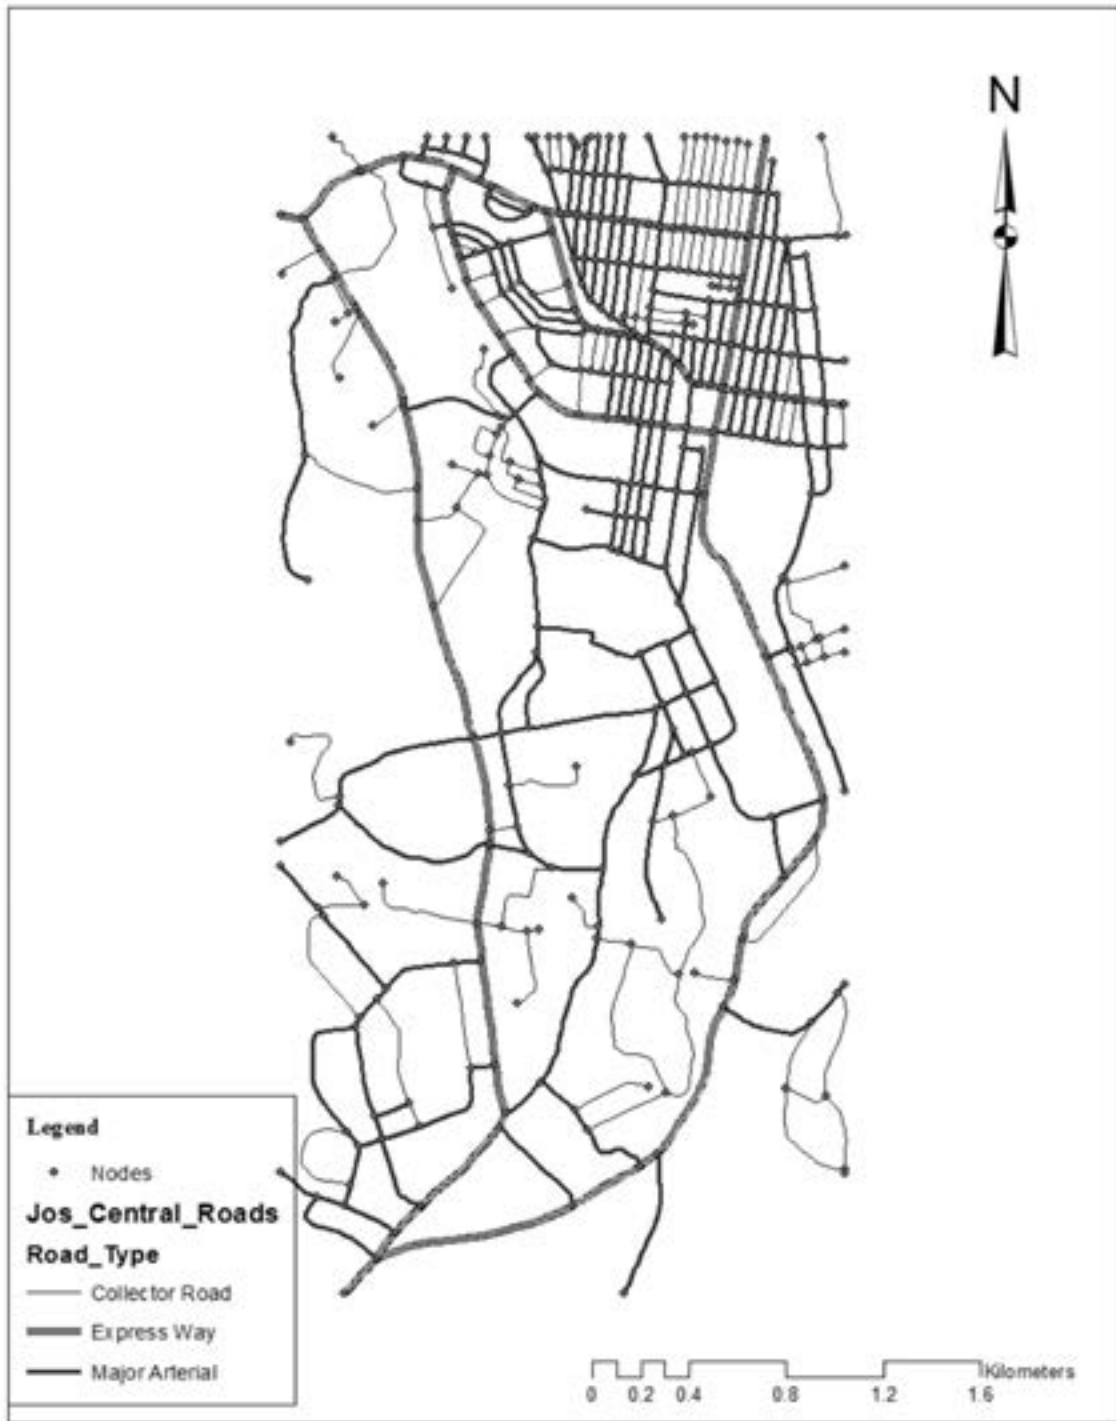 N
Legend
Nodes
Jos_Central_Roads
Road_Type
Collector Road
Express Way
Major Arterial
Kilometers
0 0.2 0.4 0.8 1.2 1.6